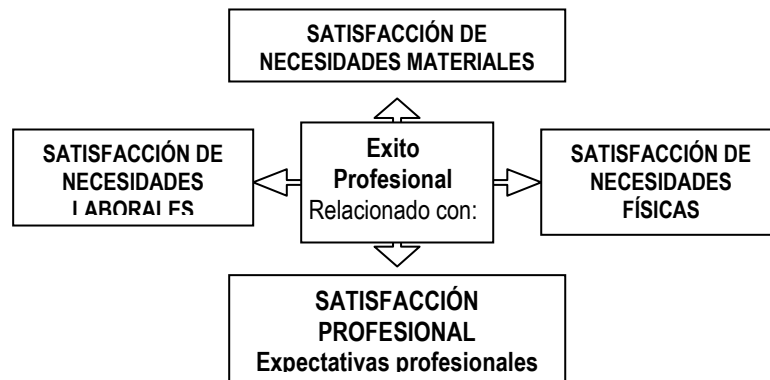 SATISFACCIÓN DE
NECESIDADES MATERIALES
SATISFACCIÓN DE
NECESIDADES
LABORALES
Exito
Profesional
Relacionado con:
SATISFACCIÓN DE
NECESIDADES
FÍSICAS
SATISFACCIÓN
PROFESIONAL
Expectativas profesionales